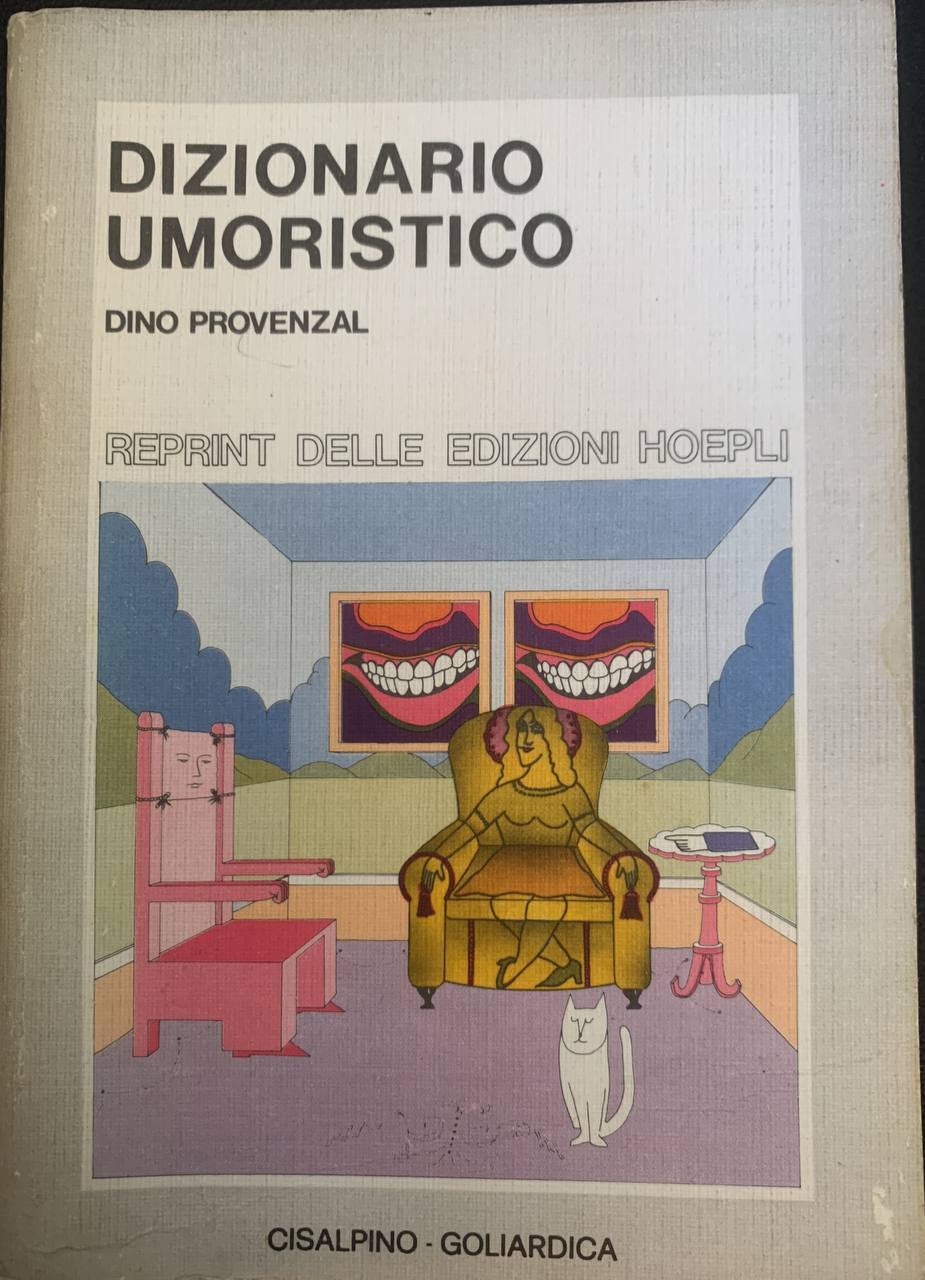 DIZIONARIO
UMORISTICO
DINO PROVENZAL
REPRINT DELLE EDIZIONI HOEPLI
CISALPINO - GOLIARDICA